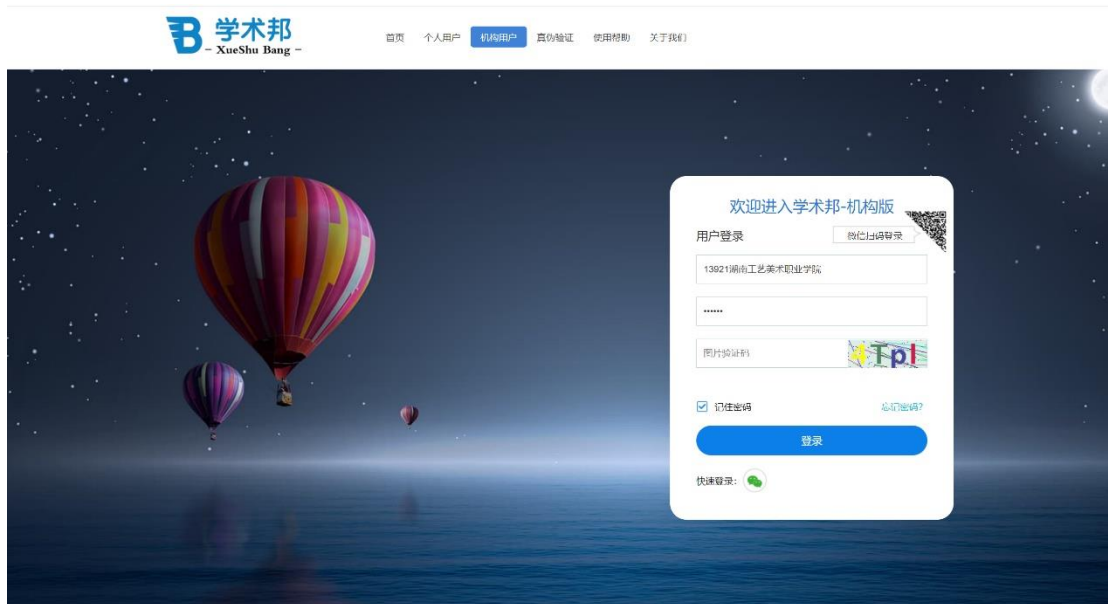 学术邦
- XueShu Bang -
首页 个人用户 机构用户 真伪验证 使用帮助 关于我们
欢迎进入学术邦-机构版
用户登录 微信扫码登录
13921湖南工艺美术职业学院
••••••
图片验证码 4Tpl
记住密码 忘记密码?
登录
快速登录: